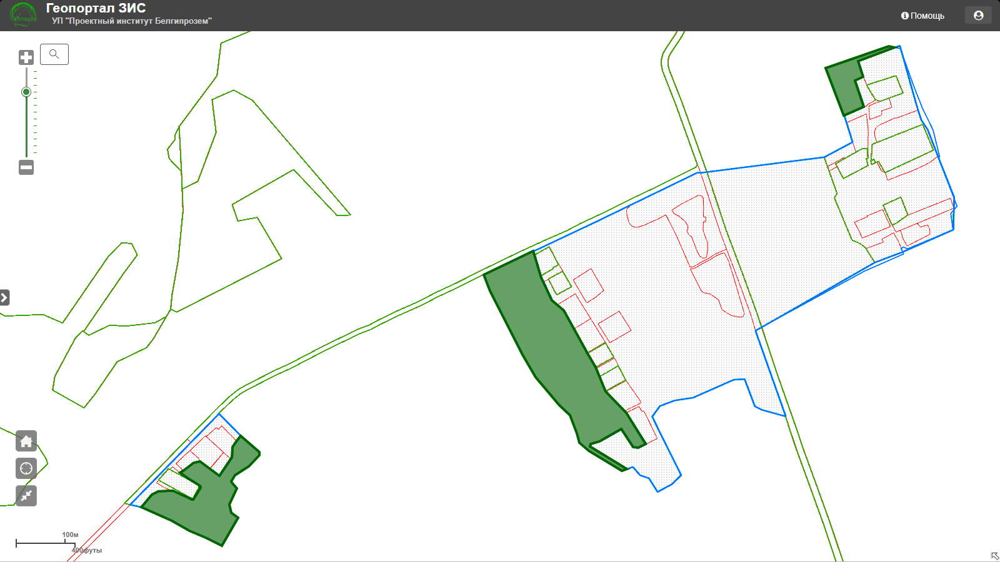 Геопортал ЗИС
УП "Проектный институт Белгипрозем"
Помощь
100м
400футы